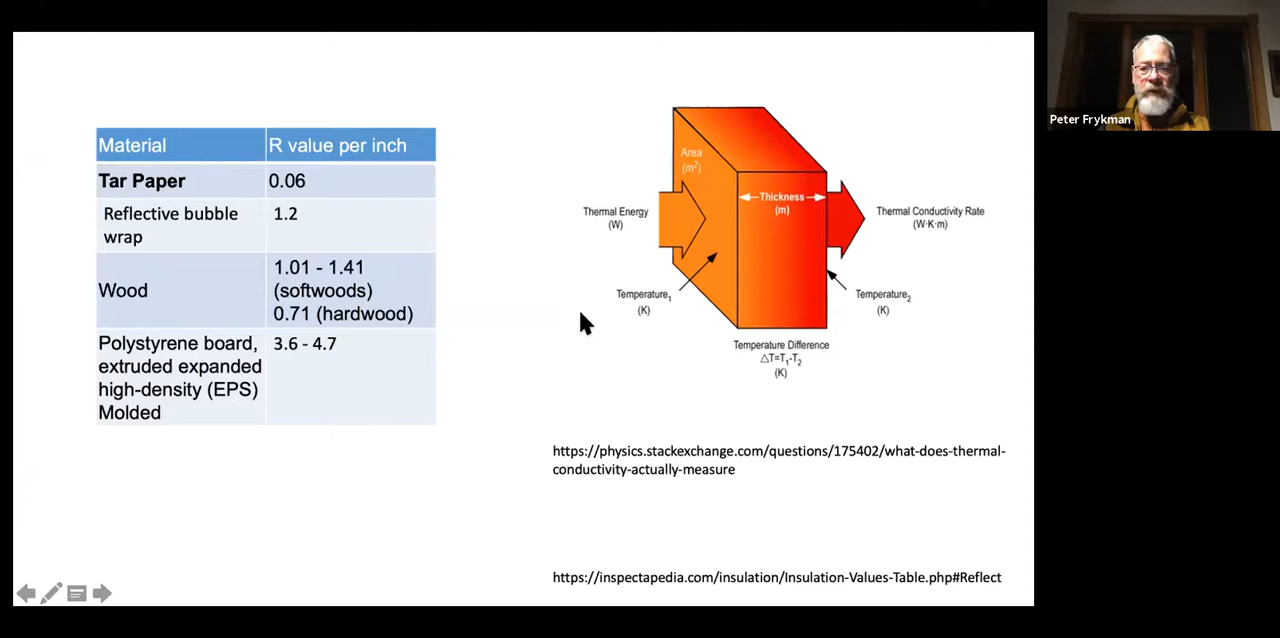 Material R value per inch
Tar Paper 0.06
Reflective bubble 1.2
wrap
Wood 1.01 - 1.41
(softwoods)
0.71 (hardwood)
Polystyrene board, 3.6 - 4.7
extruded expanded
high-density (EPS)
Molded
Area
(m²)
Thickness
(m)
Thermal Energy
(W)
Thermal Conductivity Rate
(W·K·m)
Temperature₁
(K)
Temperature₂
(K)
Temperature Difference
△T=T₁-T₂
(K)
https://physics.stackexchange.com/questions/175402/what-does-thermal-
conductivity-actually-measure
https://inspectapedia.com/insulation/Insulation-Values-Table.php#Reflect
Peter Frykman